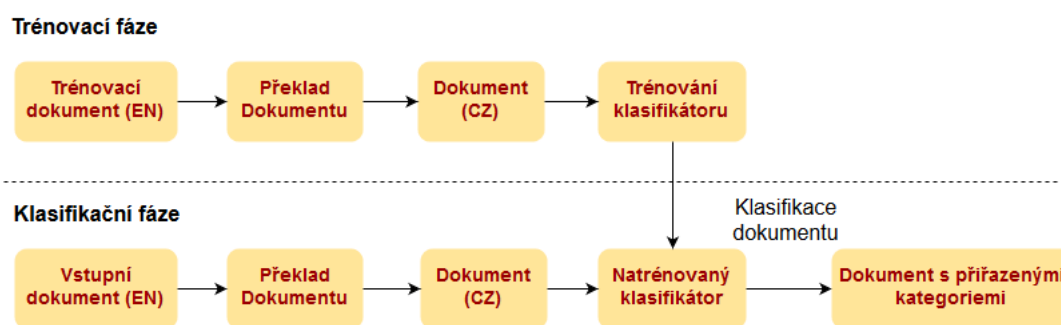 Trénovací fáze
Trénovací
dokument (EN)
Překlad
Dokumentu
Dokument
(CZ)
Trénování
klasifikátoru
Klasifikační fáze
Klasifikace
dokumentu
Vstupní
dokument (EN)
Překlad
Dokumentu
Dokument
(CZ)
Natrénovaný
klasifikátor
Dokument s přiřazenými
kategoriemi